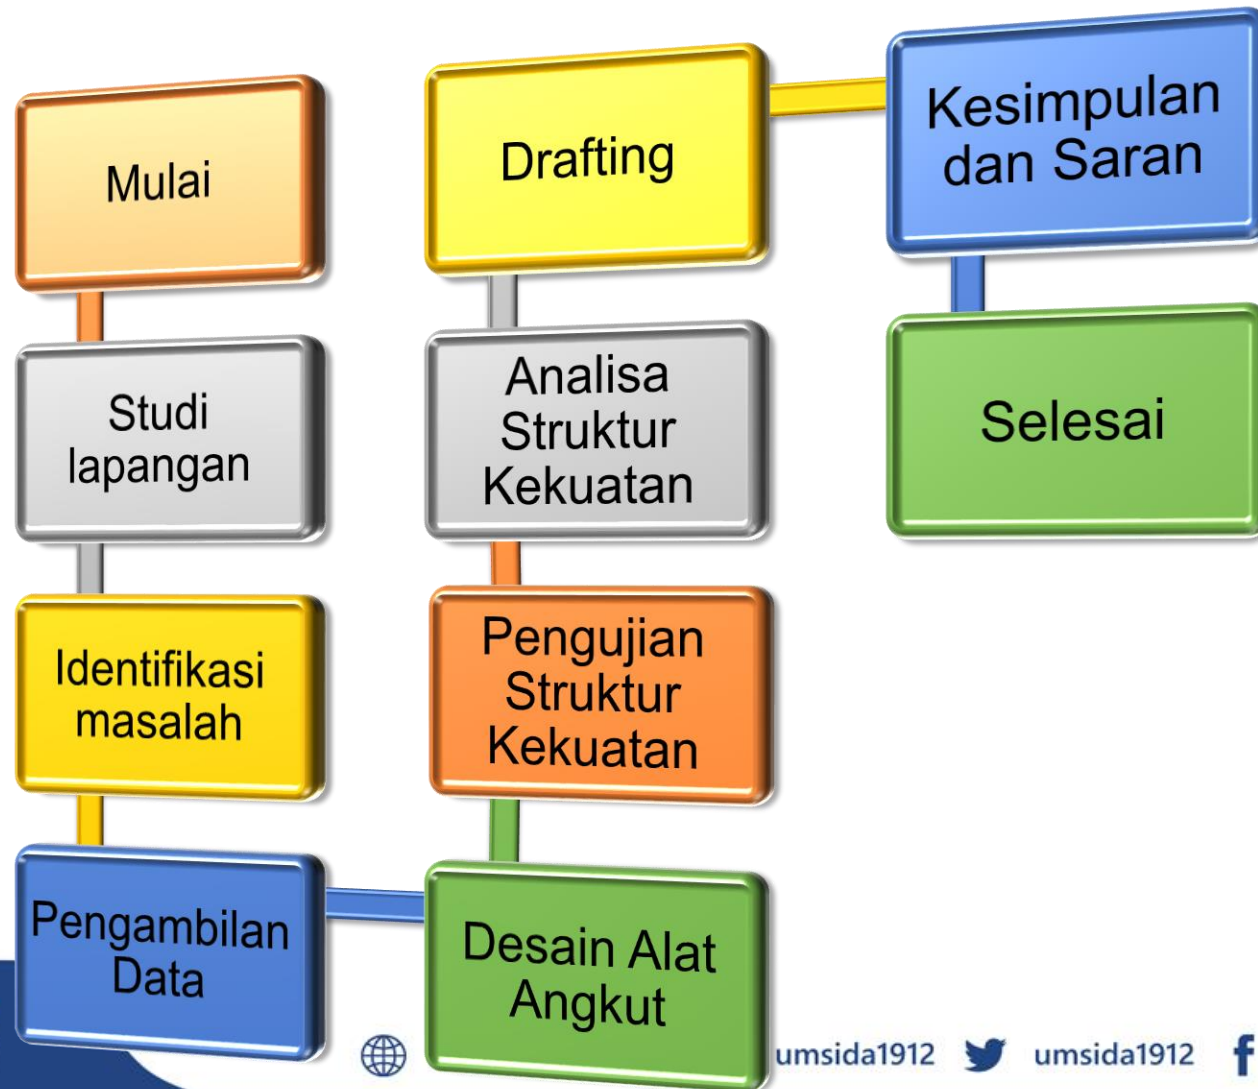 Mulai
Studi
lapangan
Identifikasi
masalah
Pengambilan
Data
Desain Alat
Angkut
Pengujian
Struktur
Kekuatan
Analisa
Struktur
Kekuatan
Drafting
Kesimpulan
dan Saran
Selesai
umsida1912
umsida1912